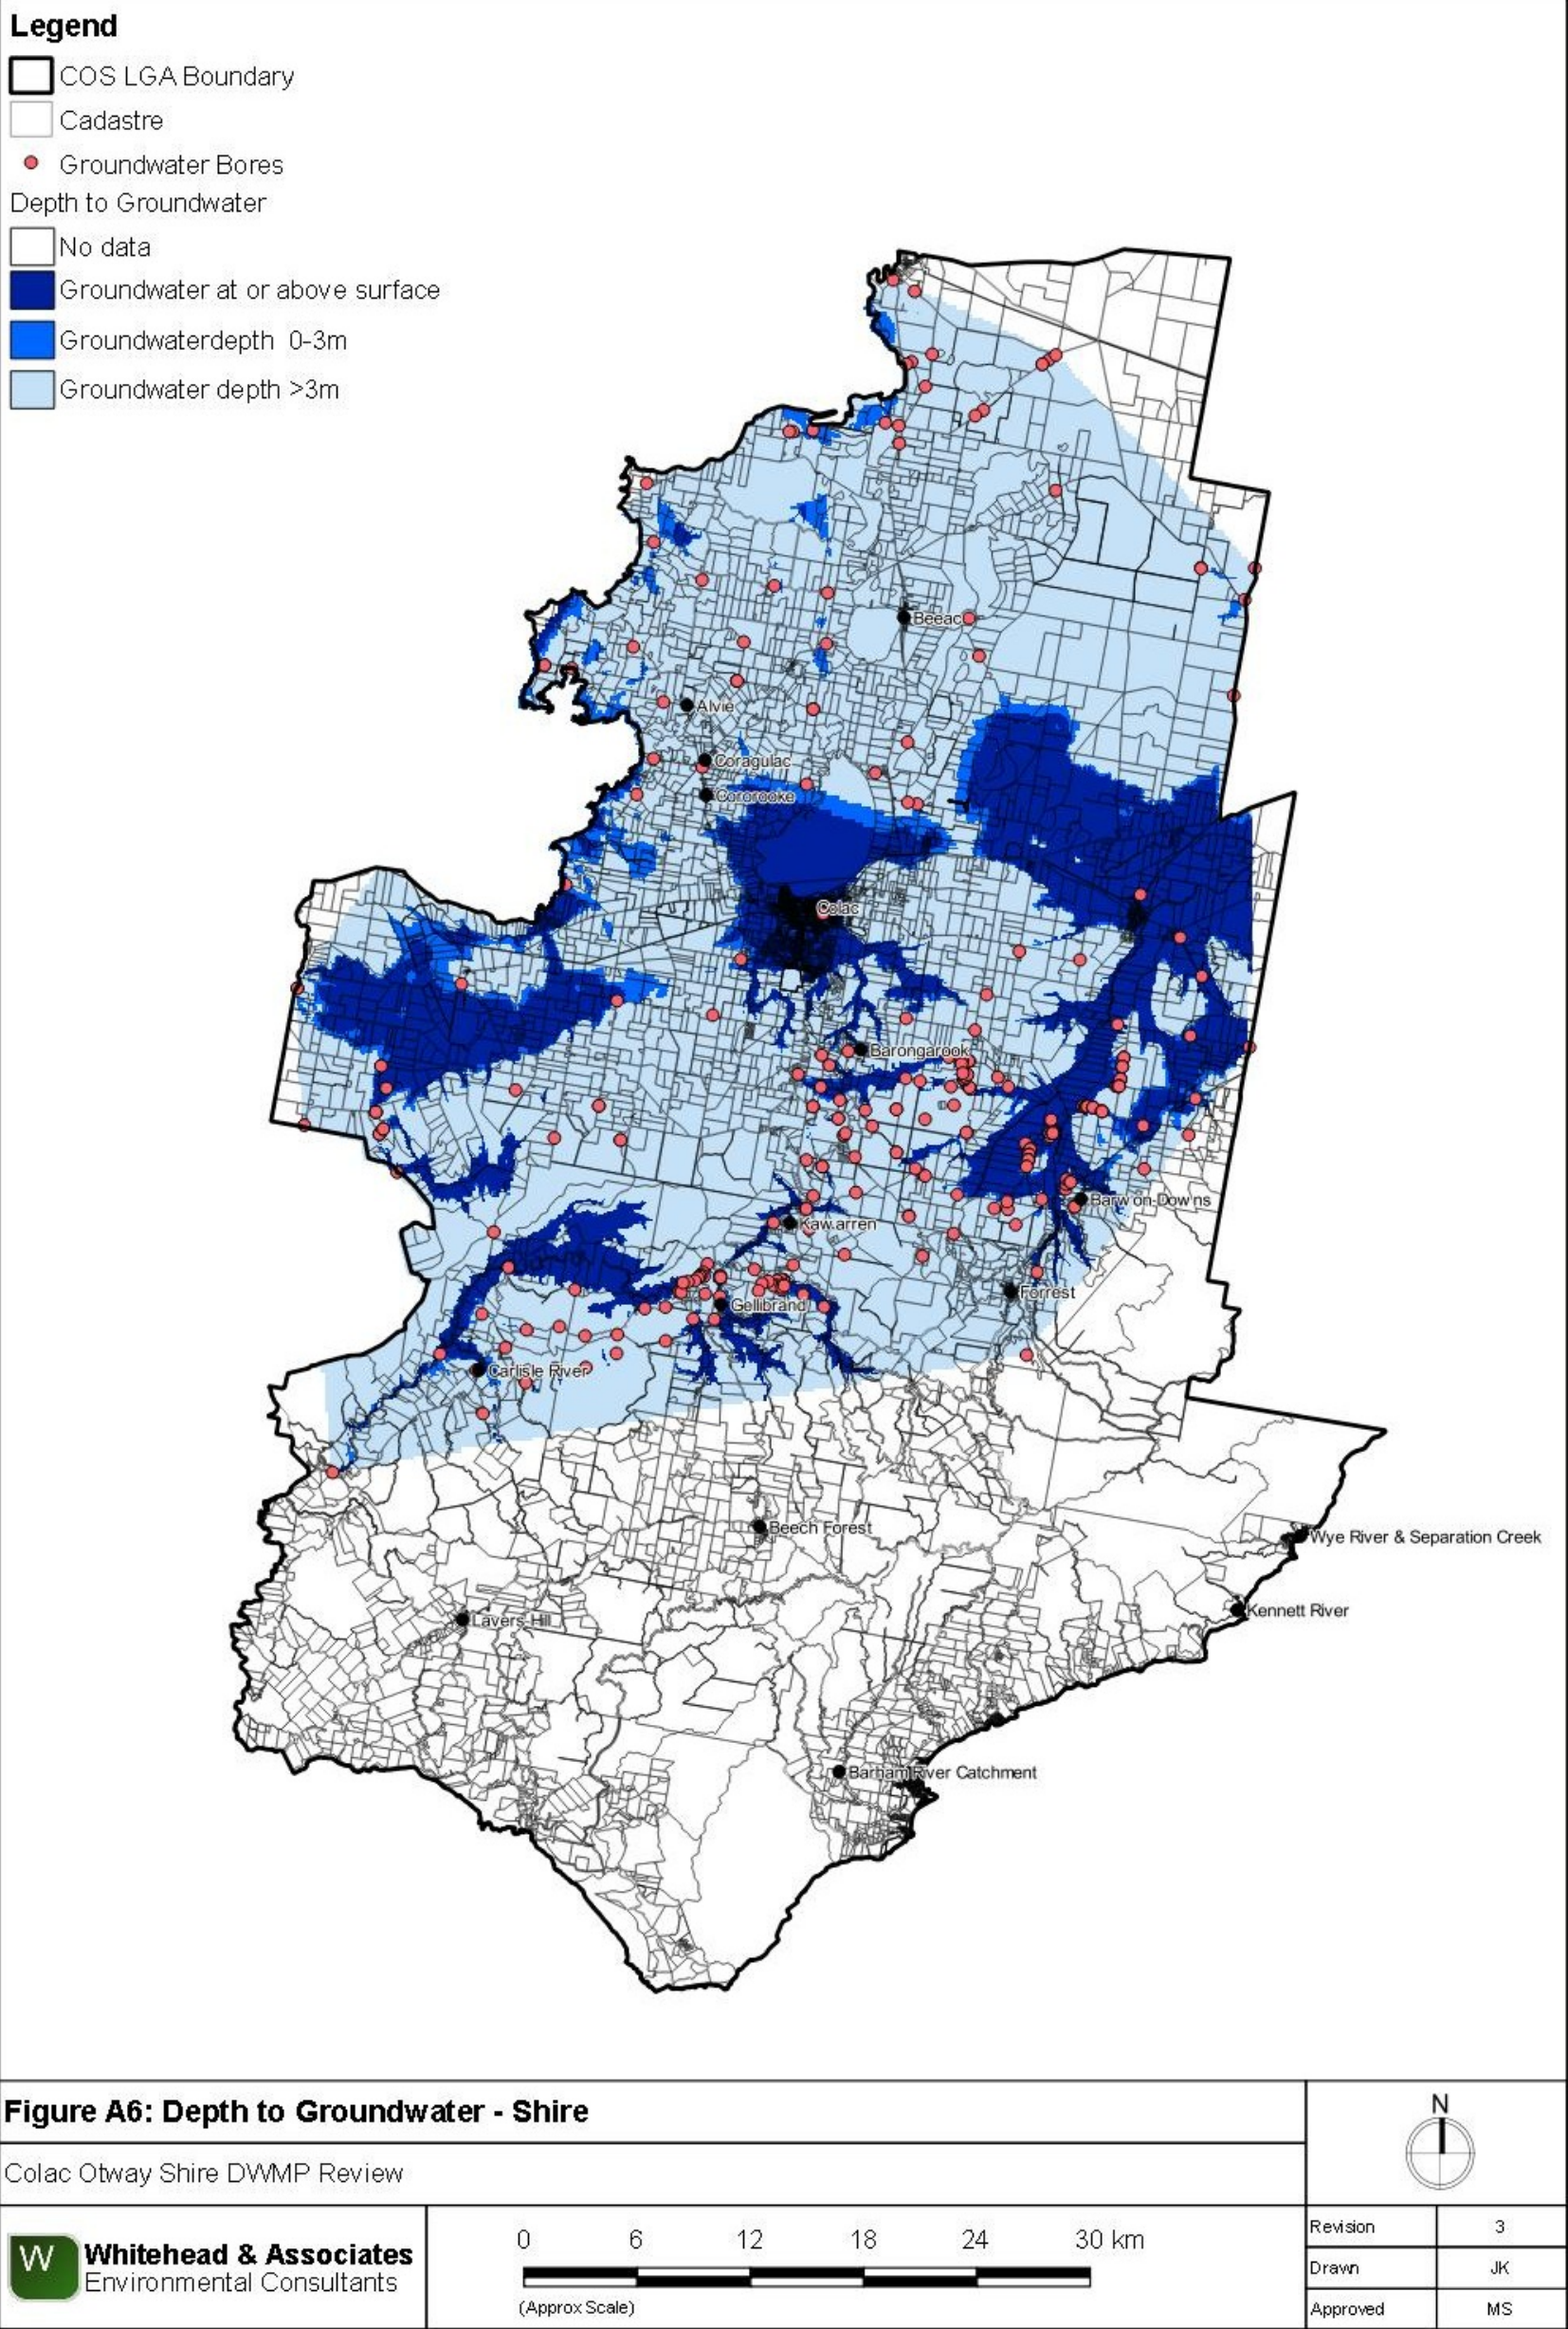 Legend
COS LGA Boundary
Cadastre
Groundwater Bores
Depth to Groundwater
No data
Groundwater at or above surface
Groundwaterdepth 0-3m
Groundwater depth >3m
Beeac
Alvie
Coragulac
Cororooke
Colac
Barongarook
Barwon Downs
Kawarren
Forrest
Gellibrand
Carlisle River
Beech Forest
Wye River & Separation Creek
Kennett River
Lavers Hill
Barham River Catchment
Figure A6: Depth to Groundwater - Shire
N
Colac Otway Shire DWMP Review
W
Whitehead & Associates
Environmental Consultants
0 6 12 18 24 30 km
(Approx Scale)
Revision 3
Drawn JK
Approved MS